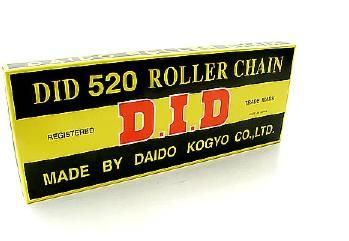 DID 520 ROLLER CHAIN
REGISTERED D.I.D TRADE MARK
MADE BY DAIDO KOGYO CO.,LTD.